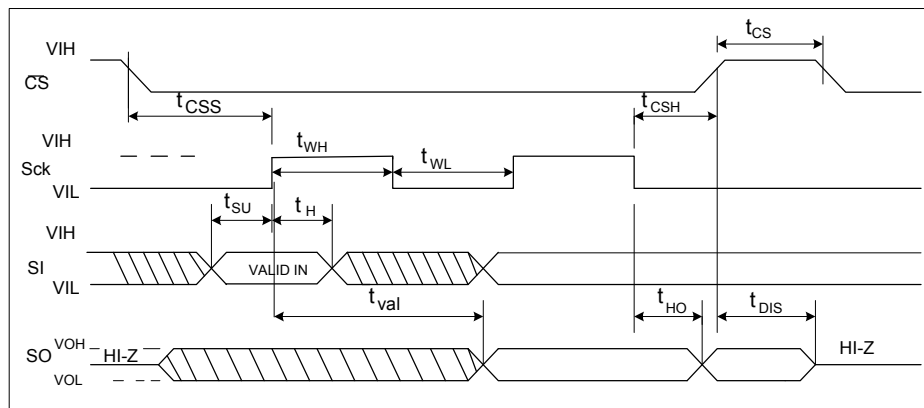 VIH
tCS
CS
tCSS
tCSH
VIH
tWH
tWL
Sck
VIL
tSU
tH
VIH
SI
VALID IN
VIL
tval
tHO
tDIS
VOH
SO
HI-Z
HI-Z
VOL